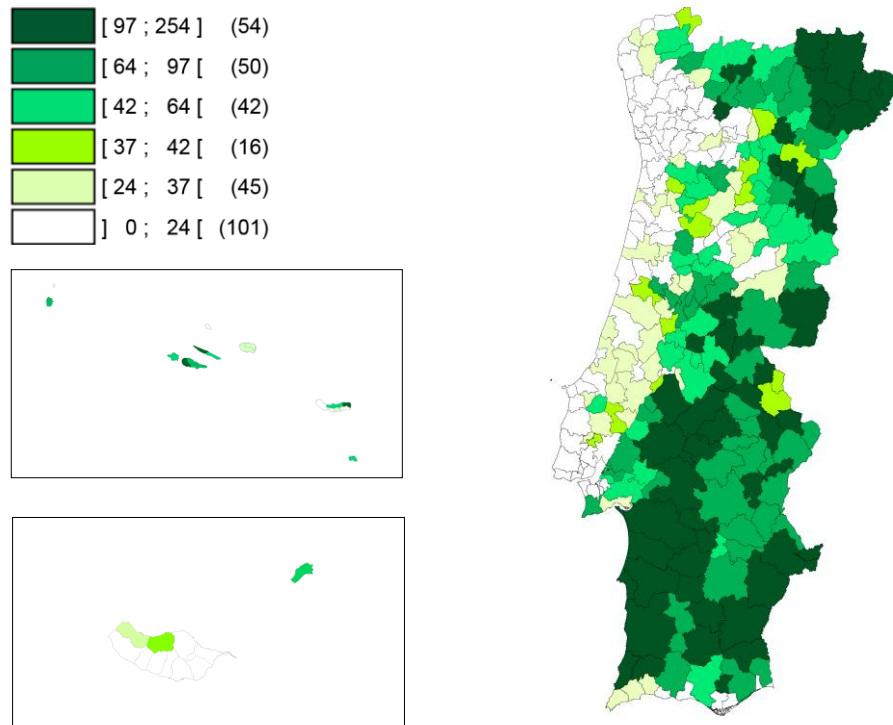 [ 97 ; 254 ] (54)
[ 64 ; 97 [ (50)
[ 42 ; 64 [ (42)
[ 37 ; 42 [ (16)
[ 24 ; 37 [ (45)
] 0 ; 24 [ (101)